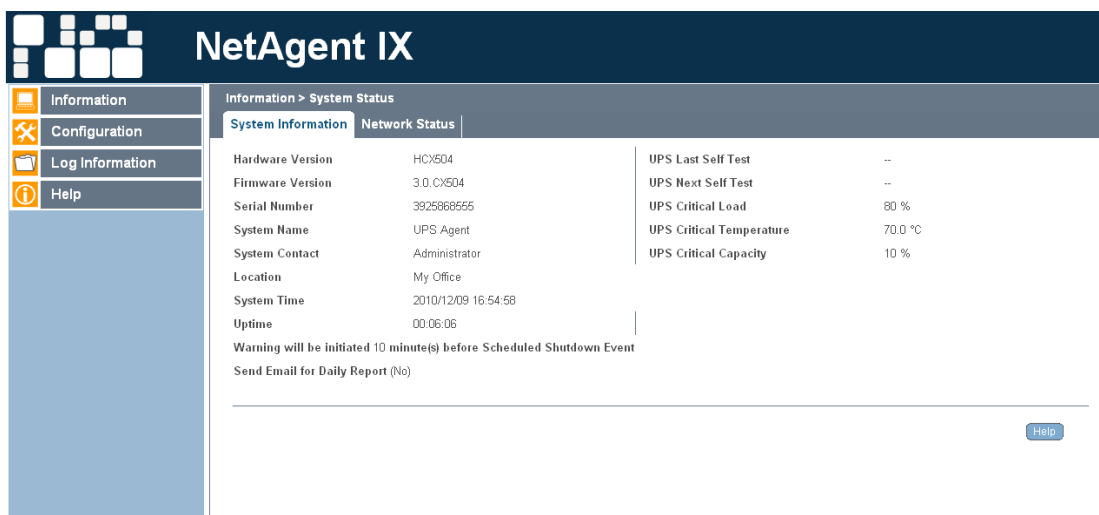 NetAgent IX
Information
Configuration
Log Information
Help
Information > System Status
System Information Network Status
Hardware Version HCX504
Firmware Version 3.0.CX504
Serial Number 3925868555
System Name UPS Agent
System Contact Administrator
Location My Office
System Time 2010/12/09 16:54:58
Uptime 00:06:06
UPS Last Self Test --
UPS Next Self Test --
UPS Critical Load 80 %
UPS Critical Temperature 70.0 °C
UPS Critical Capacity 10 %
Warning will be initiated 10 minute(s) before Scheduled Shutdown Event
Send Email for Daily Report (No)
Help